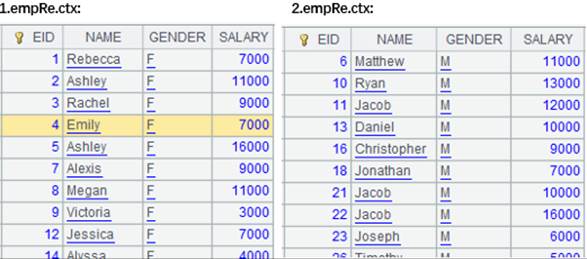 1.empRe.ctx:
EID NAME GENDER SALARY
1 Rebecca F 7000
2 Ashley F 11000
3 Rachel F 9000
4 Emily F 7000
5 Ashley F 16000
7 Alexis F 9000
8 Megan F 11000
9 Victoria F 3000
12 Jessica F 7000
14 Alyssa F 4000
2.empRe.ctx:
EID NAME GENDER SALARY
6 Matthew M 11000
10 Ryan M 13000
11 Jacob M 12000
13 Daniel M 10000
16 Christopher M 9000
18 Jonathan M 7000
21 Jacob M 10000
22 Jacob M 16000
23 Joseph M 6000
26 Timothy M 5000